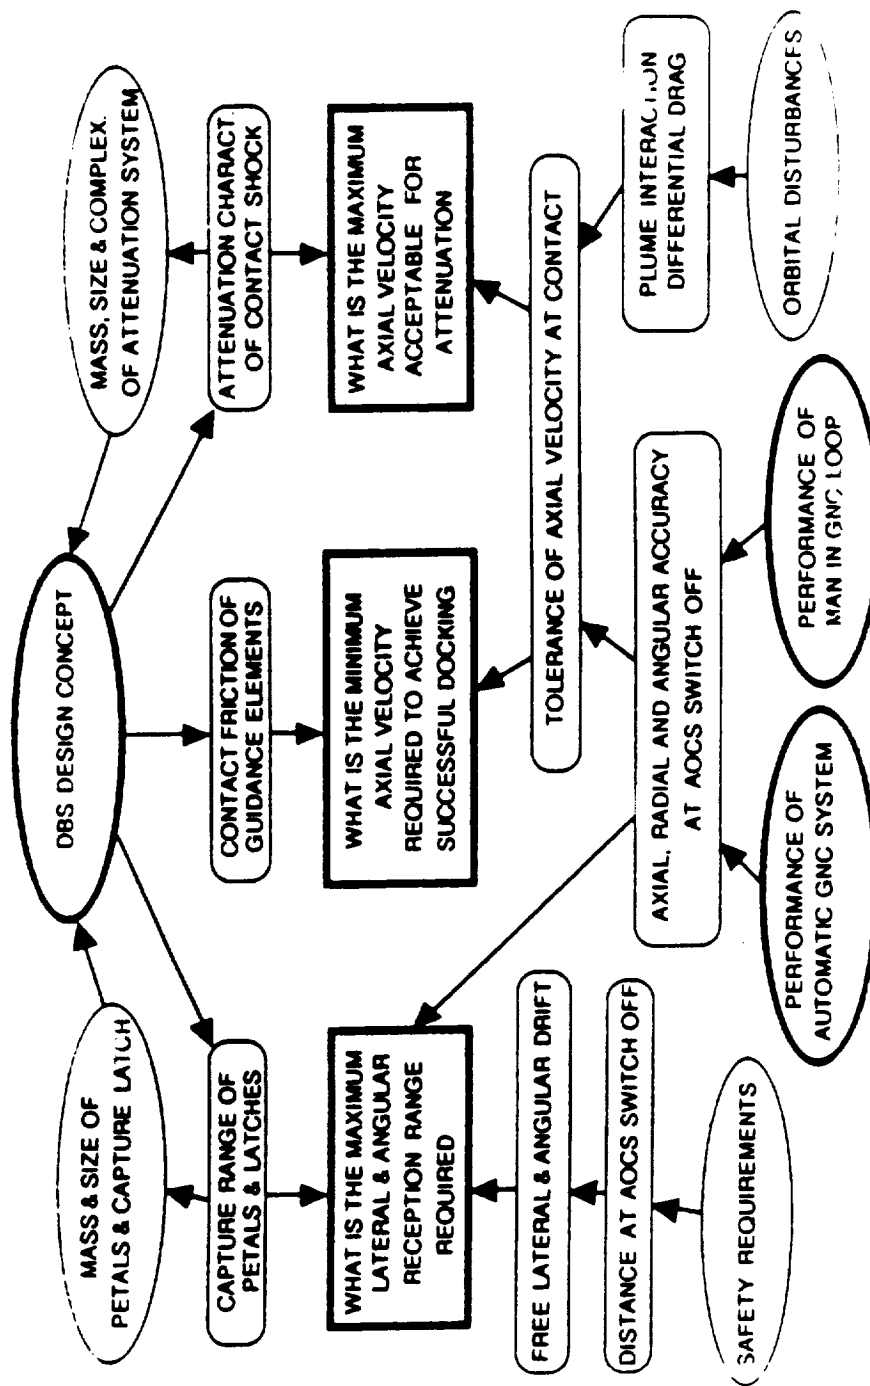 MASS & SIZE OF
PETALS & CAPTURE LATCH
DBS DESIGN CONCEPT
MASS, SIZE & COMPLEX.
OF ATTENUATION SYSTEM
CAPTURE RANGE OF
PETALS & LATCHES
CONTACT FRICTION OF
GUIDANCE ELEMENTS
ATTENUATION CHARACT
OF CONTACT SHOCK
WHAT IS THE MAXIMUM
LATERAL & ANGULAR
RECEPTION RANGE
REQUIRED
WHAT IS THE MINIMUM
AXIAL VELOCITY
REQUIRED TO ACHIEVE
SUCCESSFUL DOCKING
WHAT IS THE MAXIMUM
AXIAL VELOCITY
ACCEPTABLE FOR
ATTENUATION
FREE LATERAL & ANGULAR DRIFT
TOLERANCE OF AXIAL VELOCITY AT CONTACT
DISTANCE AT AOCS SWITCH OFF
AXIAL, RADIAL AND ANGULAR ACCURACY
AT AOCS SWITCH OFF
PLUME INTERACTION
DIFFERENTIAL DRAG
SAFETY REQUIREMENTS
PERFORMANCE OF
AUTOMATIC GNC SYSTEM
PERFORMANCE OF
MAN IN GNC LOOP
ORBITAL DISTURBANCES